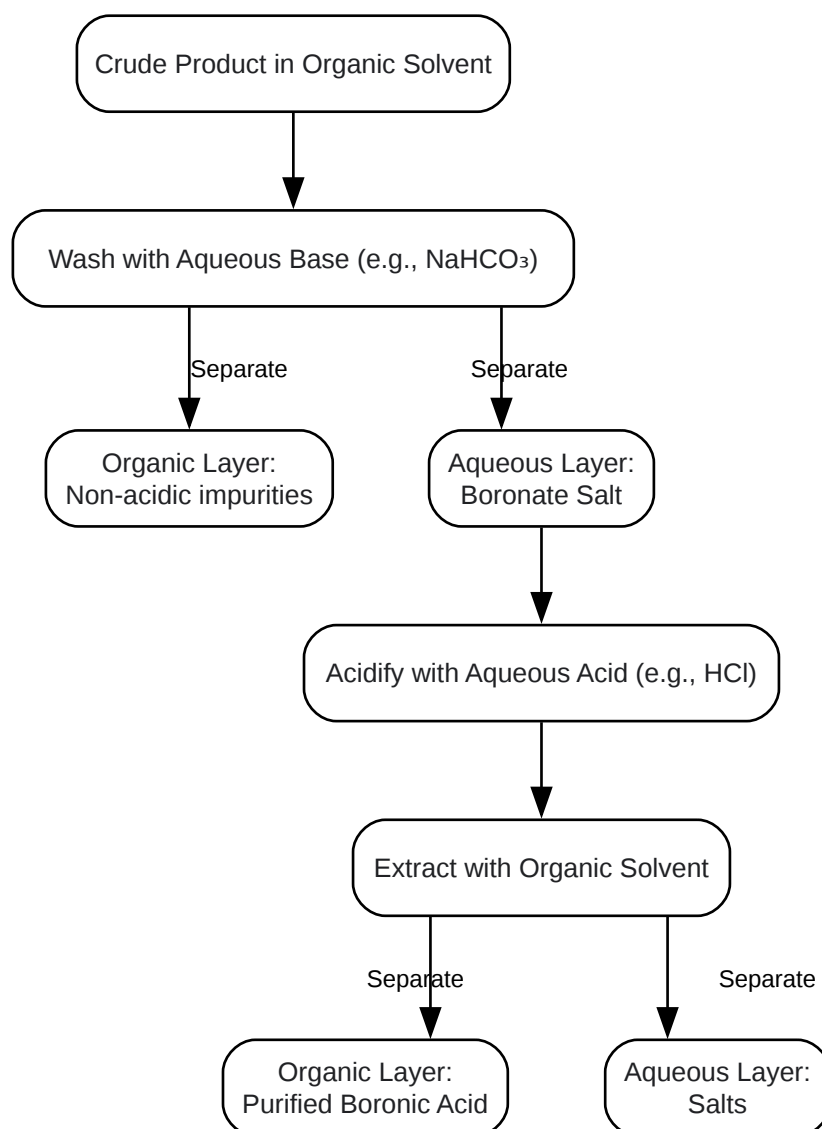 Crude Product in Organic Solvent
Wash with Aqueous Base (e.g., NaHCO₃)
Separate
Separate
Organic Layer:
Non-acidic impurities
Aqueous Layer:
Boronate Salt
Acidify with Aqueous Acid (e.g., HCl)
Extract with Organic Solvent
Separate
Separate
Organic Layer:
Purified Boronic Acid
Aqueous Layer:
Salts